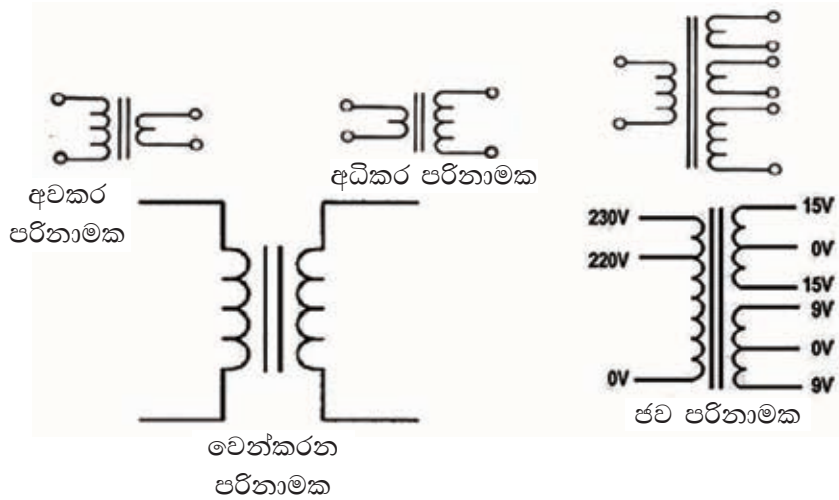 අවකර
පරිනාමක
අධිකර පරිනාමක
වෙන්කරන
පරිනාමක
230V
220V
0V
15V
0V
15V
9V
0V
9V
ජව පරිනාමක